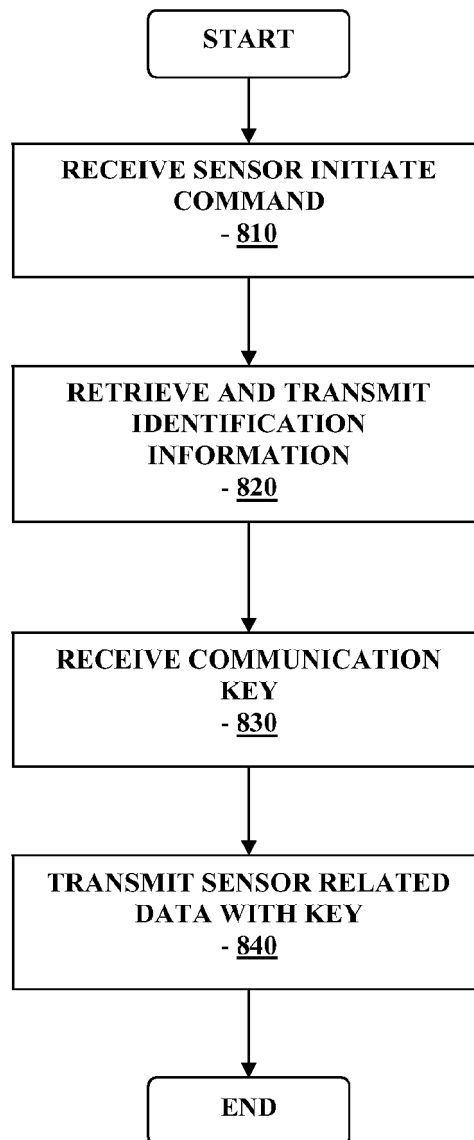 START
RECEIVE SENSOR INITIATE
COMMAND
- 810
RETRIEVE AND TRANSMIT
IDENTIFICATION
INFORMATION
- 820
RECEIVE COMMUNICATION
KEY
- 830
TRANSMIT SENSOR RELATED
DATA WITH KEY
- 840
END